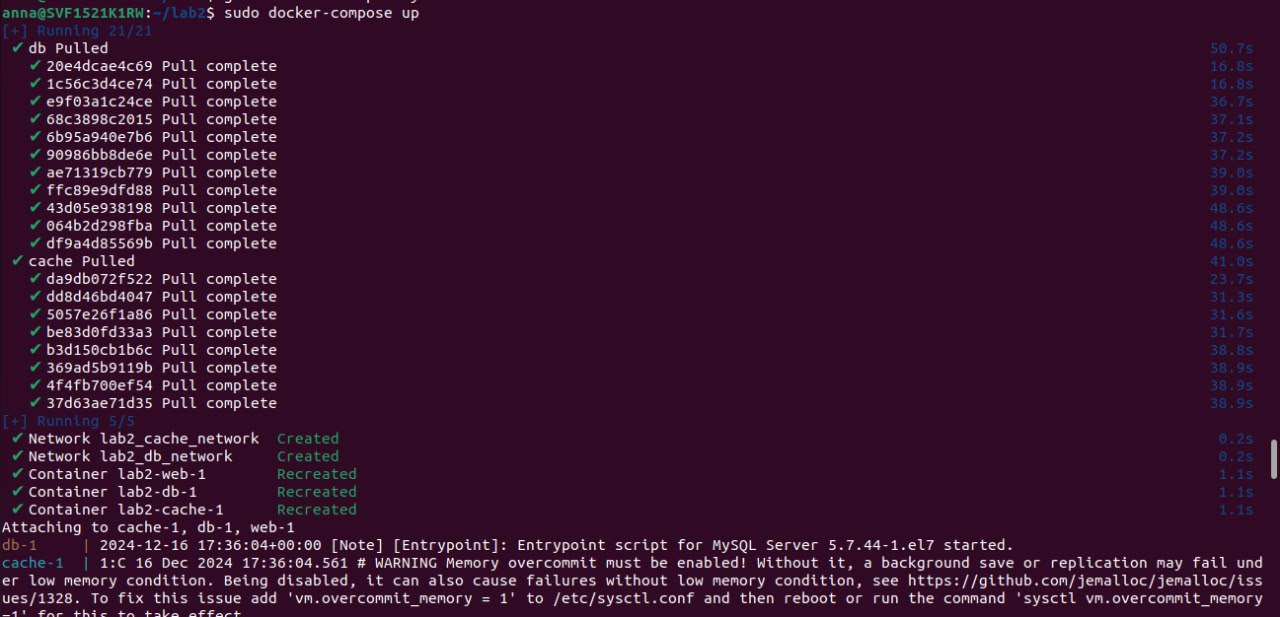 anna@SVF1521K1RW:~/lab2$ sudo docker-compose up
[+] Running 21/21
✔ db Pulled 50.7s
✔ 20e4dcae4c69 Pull complete 16.8s
✔ 1c56c3d4ce74 Pull complete 16.8s
✔ e9f03a1c24ce Pull complete 36.7s
✔ 68c3898c2015 Pull complete 37.1s
✔ 6b95a940e7b6 Pull complete 37.2s
✔ 90986bb8de6e Pull complete 37.2s
✔ ae71319cb779 Pull complete 39.0s
✔ ffc89e9dfd88 Pull complete 39.0s
✔ 43d05e938198 Pull complete 48.6s
✔ 064b2d298fba Pull complete 48.6s
✔ df9a4d85569b Pull complete 48.6s
✔ cache Pulled 41.0s
✔ da9db072f522 Pull complete 23.7s
✔ dd8d46bd4047 Pull complete 31.3s
✔ 5057e26f1a86 Pull complete 31.6s
✔ be83d0fd33a3 Pull complete 31.7s
✔ b3d150cb1b6c Pull complete 38.8s
✔ 369ad5b9119b Pull complete 38.9s
✔ 4f4fb700ef54 Pull complete 38.9s
✔ 37d63ae71d35 Pull complete 38.9s
[+] Running 5/5
✔ Network lab2_cache_network Created 0.2s
✔ Network lab2_db_network Created 0.2s
✔ Container lab2-web-1 Recreated 1.1s
✔ Container lab2-db-1 Recreated 1.1s
✔ Container lab2-cache-1 Recreated 1.1s
Attaching to cache-1, db-1, web-1
db-1 | 2024-12-16 17:36:04+00:00 [Note] [Entrypoint]: Entrypoint script for MySQL Server 5.7.44-1.el7 started.
cache-1 | 1:C 16 Dec 2024 17:36:04.561 # WARNING Memory overcommit must be enabled! Without it, a background save or replication may fail und
er low memory condition. Being disabled, it can also cause failures without low memory condition, see https://github.com/jemalloc/jemalloc/iss
ues/1328. To fix this issue add 'vm.overcommit_memory = 1' to /etc/sysctl.conf and then reboot or run the command 'sysctl vm.overcommit_memory
=1' for this to take effect.